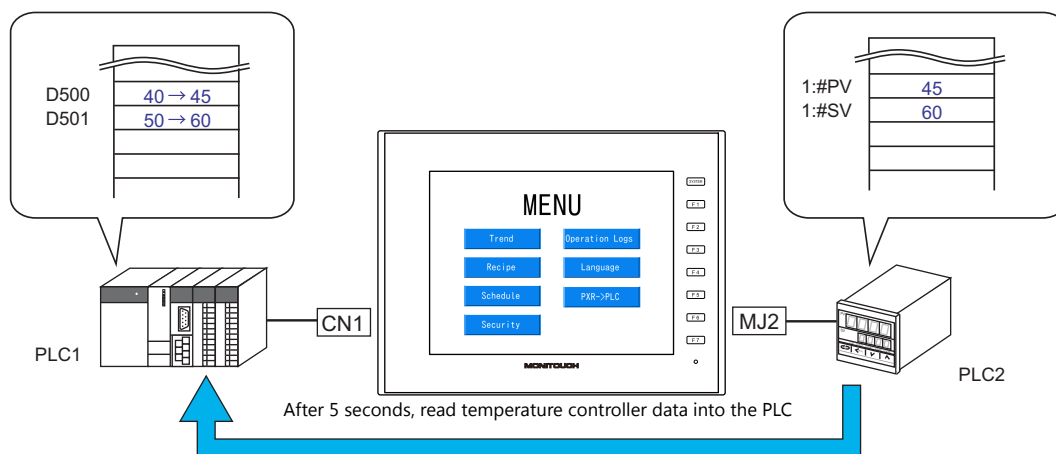 D500 40→45
D501 50→60
1:#PV 45
1:#SV 60
MENU
Trend Operation Logs
Recipe Language
Schedule PXR->PLC
Security
SYSTEM
F1
F2
F3
F4
F5
F6
F7
MONITOUCH
CN1
MJ2
PLC1
PLC2
After 5 seconds, read temperature controller data into the PLC